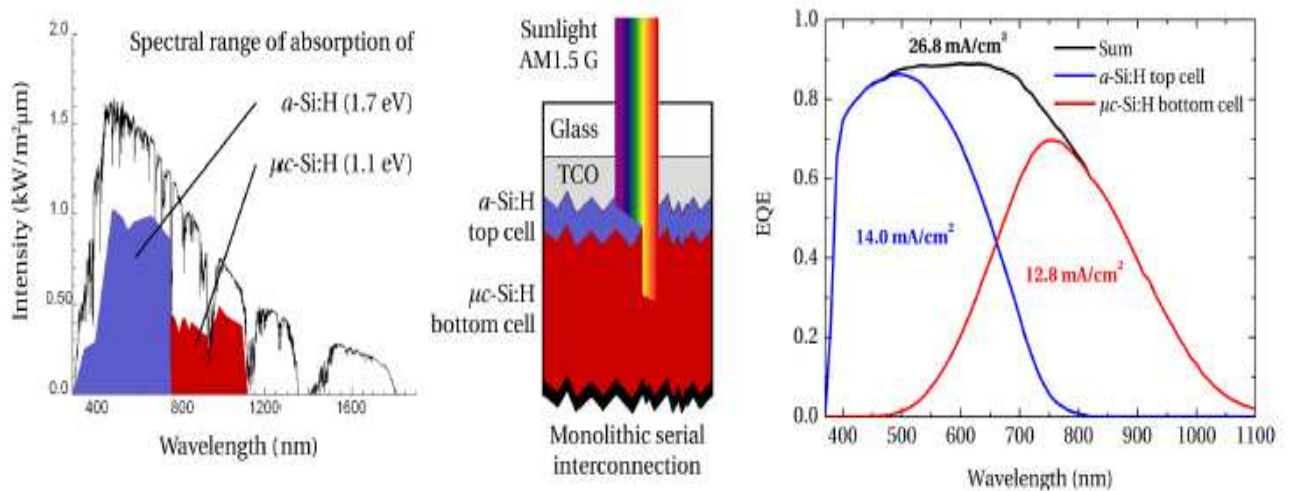 Spectral range of absorption of
a-Si:H (1.7 eV)
μc-Si:H (1.1 eV)
Intensity (kW/m²μm)
2.0
1.5
1.0
0.50
0.0
400
800
1200
1600
Wavelength (nm)
Sunlight
AM1.5 G
Glass
TCO
a-Si:H
top cell
μc-Si:H
bottom cell
Monolithic serial
interconnection
26.8 mA/cm²
Sum
a-Si:H top cell
μc-Si:H bottom cell
14.0 mA/cm²
12.8 mA/cm²
EQE
1.0
0.8
0.6
0.4
0.2
0.0
400
500
600
700
800
900
1000
1100
Wavelength (nm)